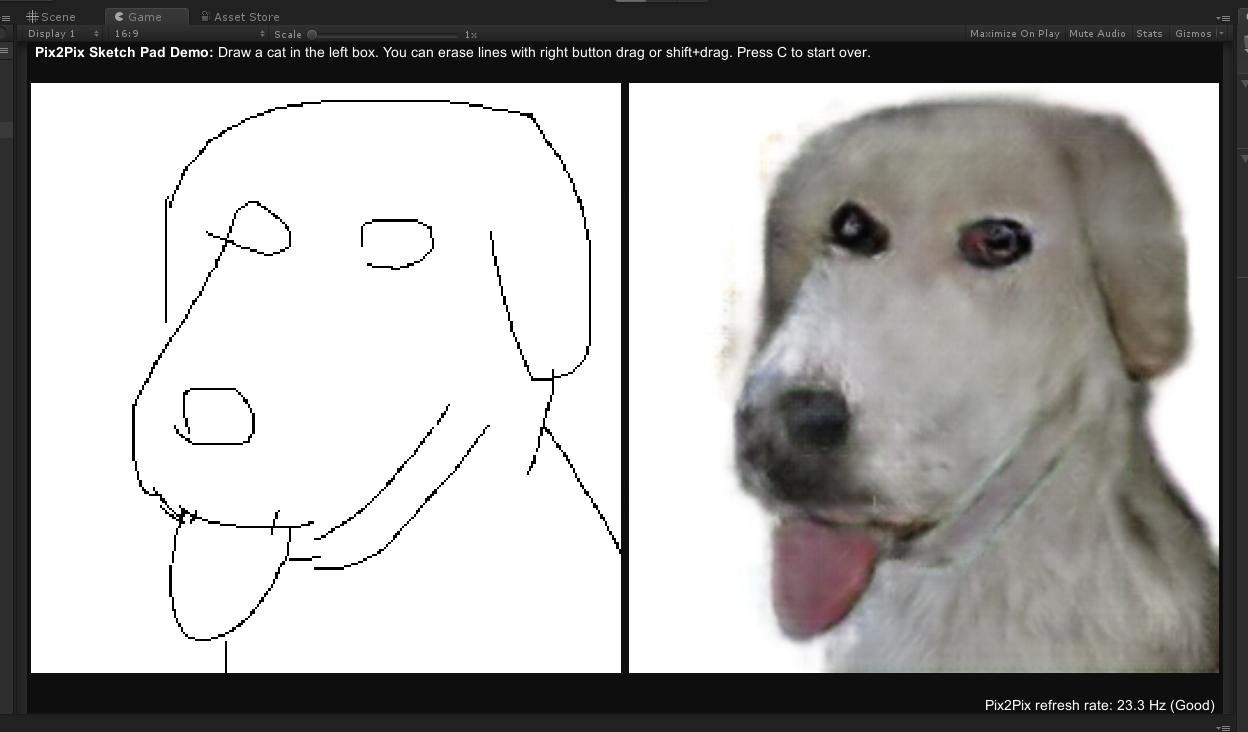 Scene Game Asset Store
Display 1 16:9 Scale 1x Maximize On Play Mute Audio Stats Gizmos
Pix2Pix Sketch Pad Demo: Draw a cat in the left box. You can erase lines with right button drag or shift+drag. Press C to start over.
Pix2Pix refresh rate: 23.3 Hz (Good)